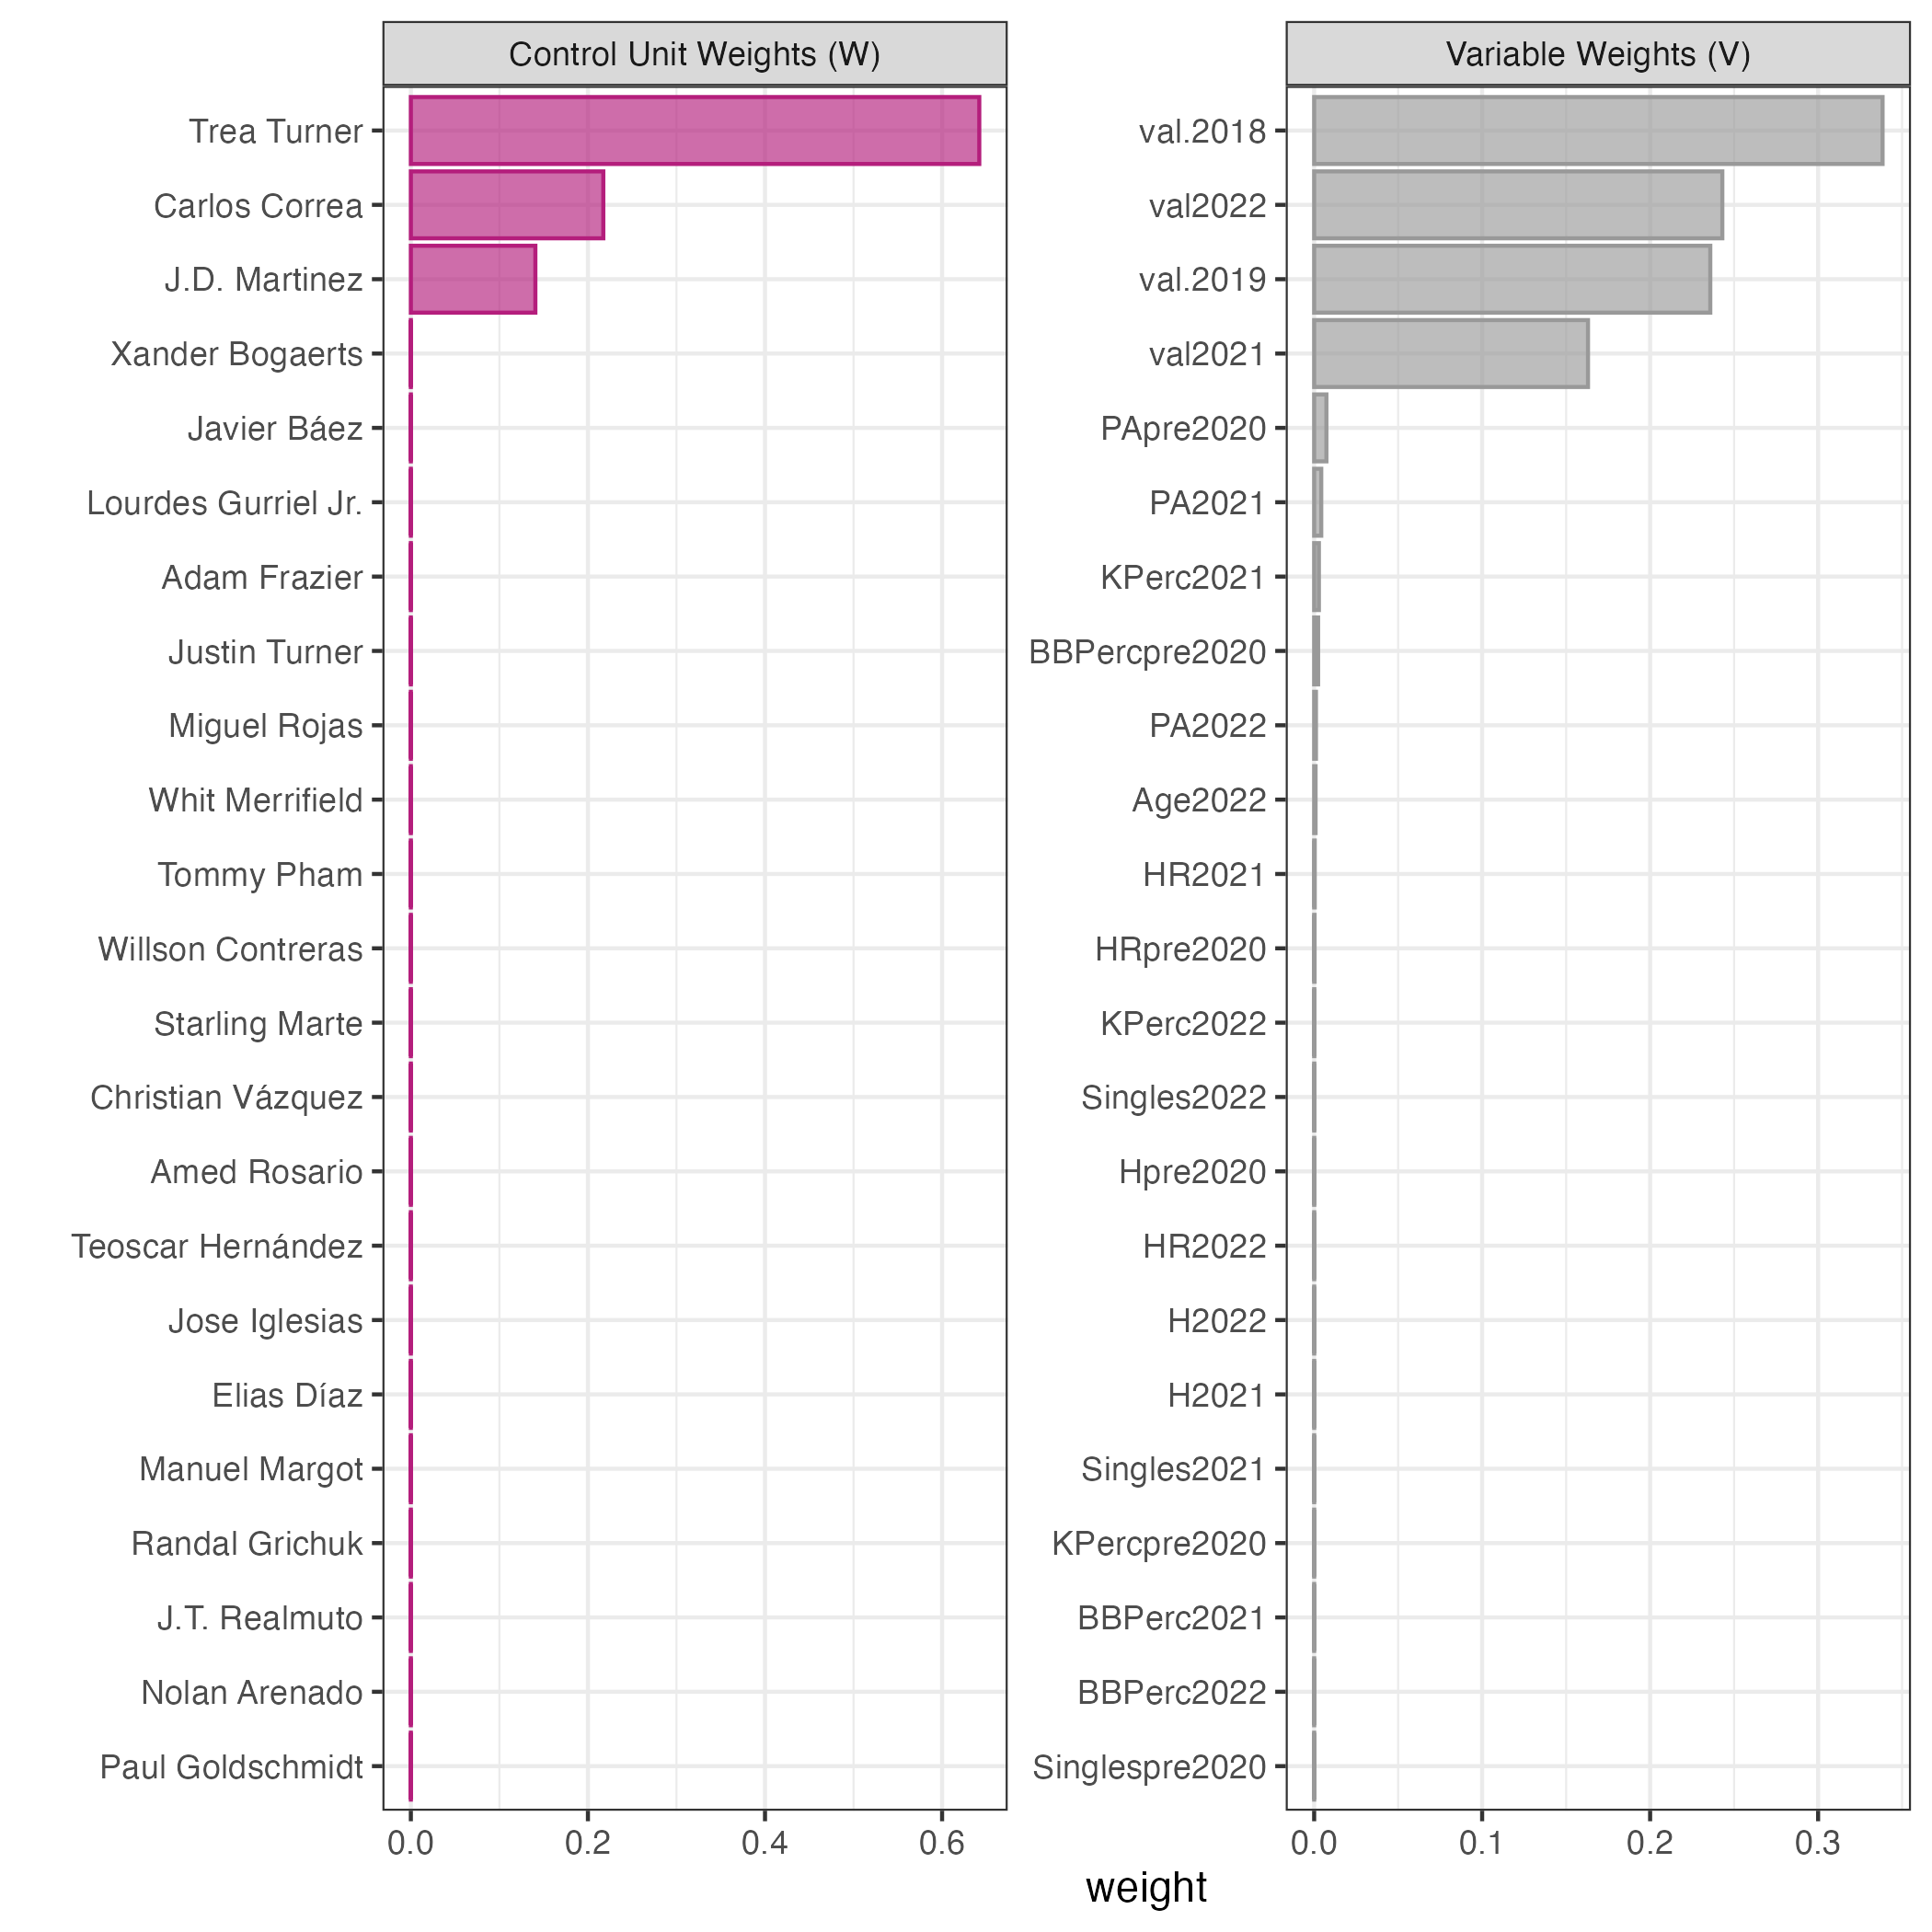 Control Unit Weights (W)
Trea Turner
Carlos Correa
J.D. Martinez
Xander Bogaerts
Javier Báez
Lourdes Gurriel Jr.
Adam Frazier
Justin Turner
Miguel Rojas
Whit Merrifield
Tommy Pham
Willson Contreras
Starling Marte
Christian Vázquez
Amed Rosario
Teoscar Hernández
Jose Iglesias
Elias Díaz
Manuel Margot
Randal Grichuk
J.T. Realmuto
Nolan Arenado
Paul Goldschmidt
0.0 0.2 0.4 0.6
Variable Weights (V)
val.2018
val2022
val.2019
val2021
PApre2020
PA2021
KPerc2021
BBPercpre2020
PA2022
Age2022
HR2021
HRpre2020
KPerc2022
Singles2022
Hpre2020
HR2022
H2022
H2021
Singles2021
KPercpre2020
BBPerc2021
BBPerc2022
Singlespre2020
0.0 0.1 0.2 0.3
weight